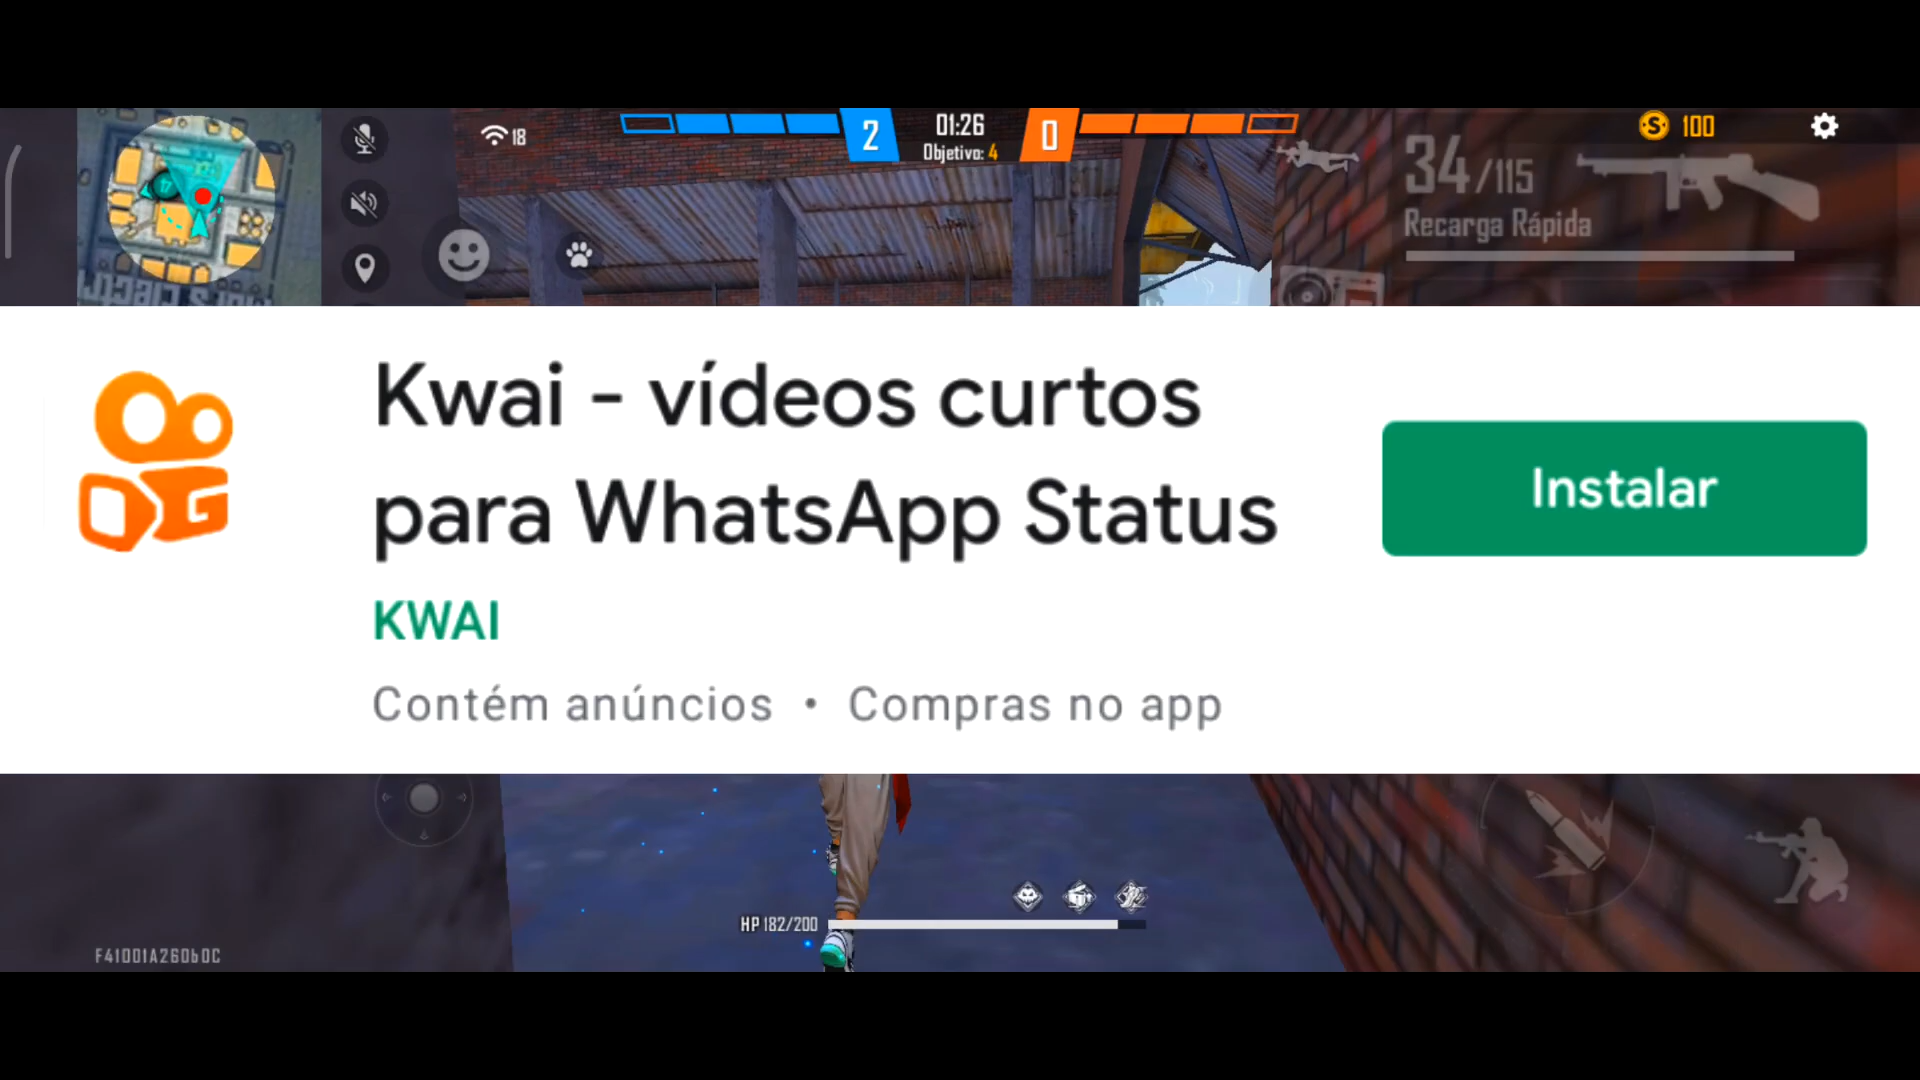 18
2
01:26
0
Objetivo: 4
100
34/115
Recarga Rápida
Kwai - vídeos curtos
para WhatsApp Status
Instalar
KWAI
Contém anúncios • Compras no app
HP 182/200
F41001A260b0C